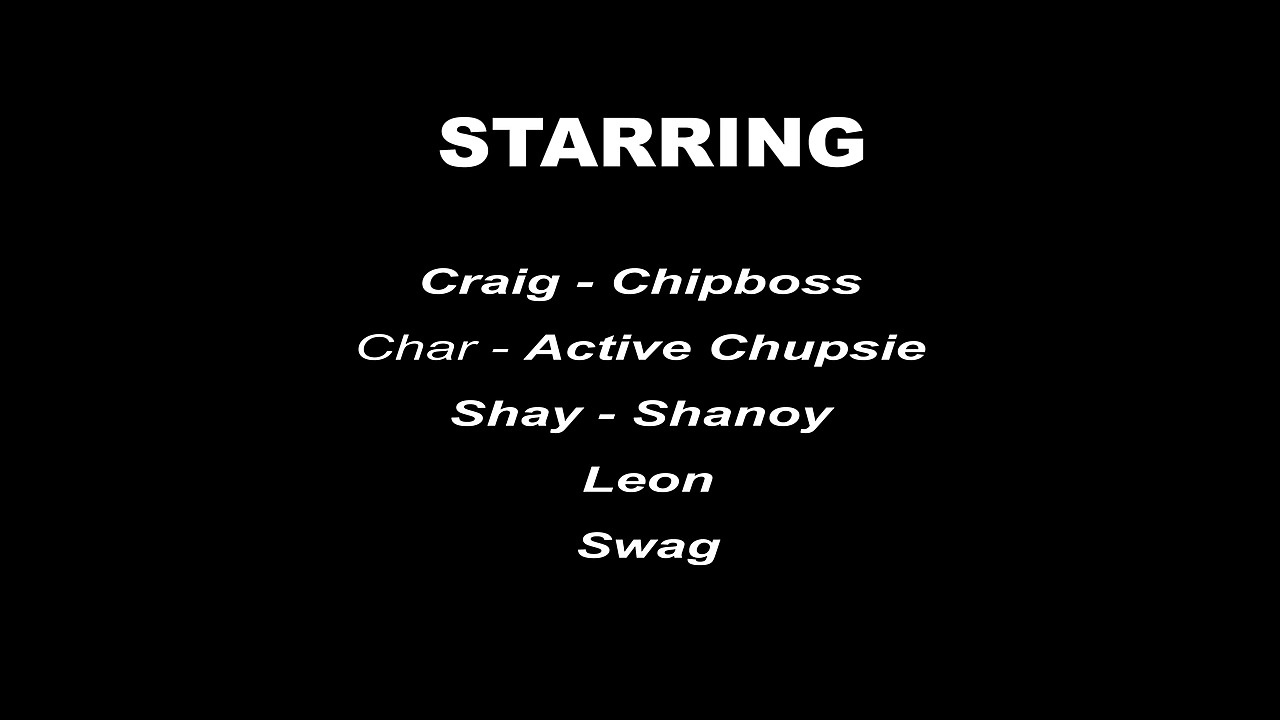 STARRING
Craig - Chipboss
Char - Active Chupsie
Shay - Shanoy
Leon
Swag